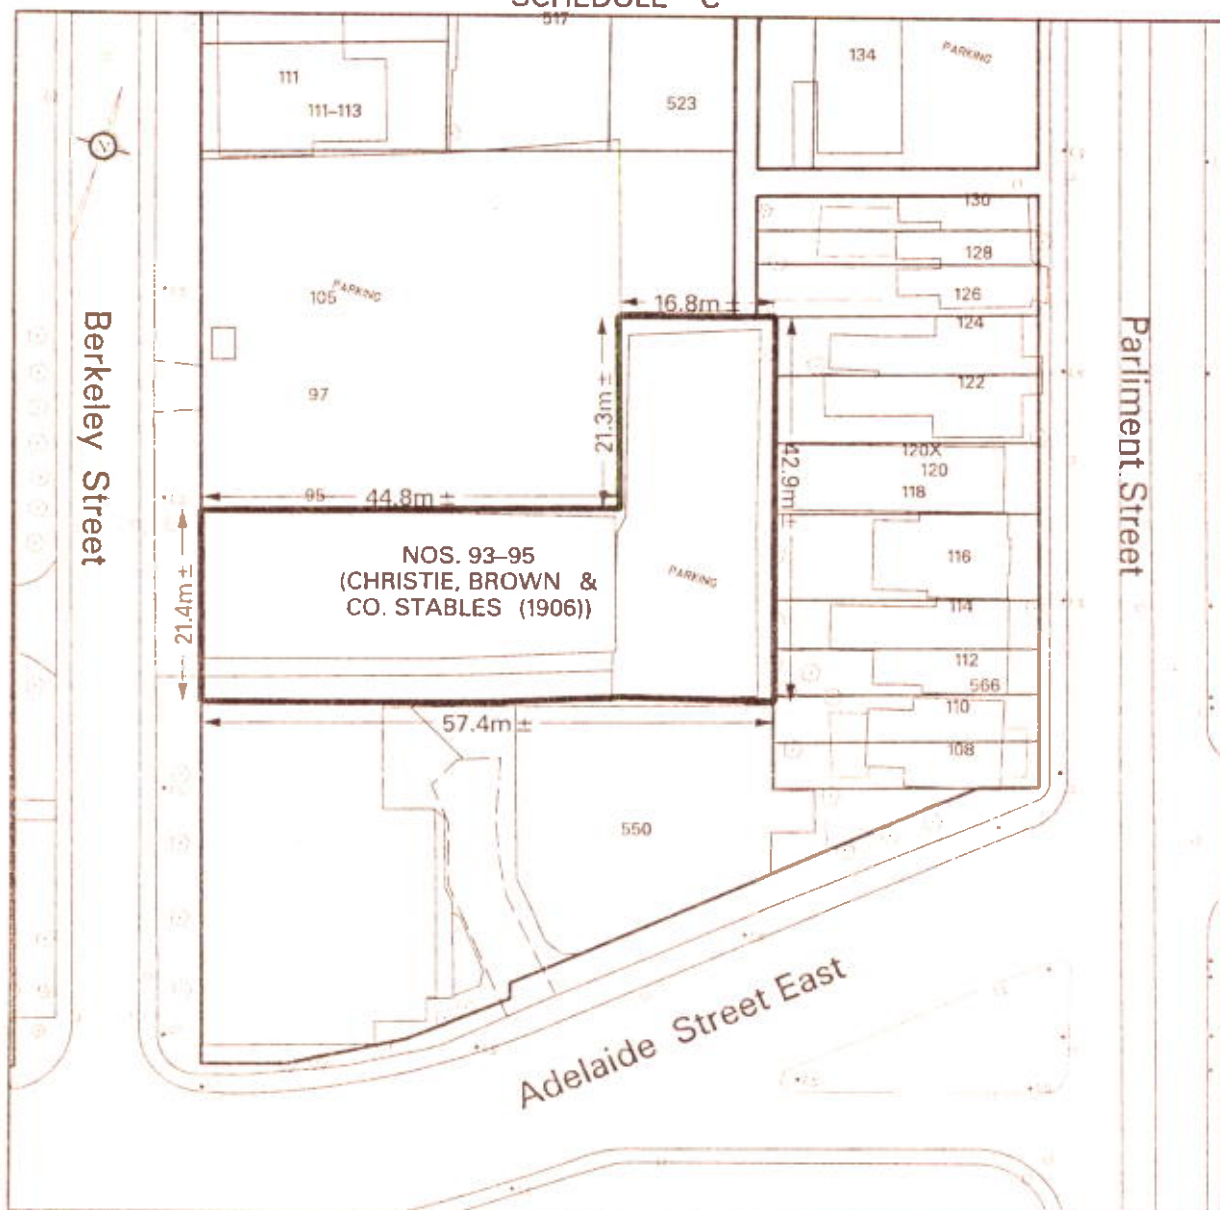 SCHEDULE "C"
517
111
111–113
523
134
PARKING
130
128
126
124
122
120X
120
118
116
114
112
566
110
108
105
PARKING
97
95
16.8m ±
21.3m ±
42.9m ±
44.8m ±
21.4m ±
57.4m ±
NOS. 93–95
(CHRISTIE, BROWN &
CO. STABLES (1906))
PARKING
550
Berkeley Street
Parliment Street
Adelaide Street East